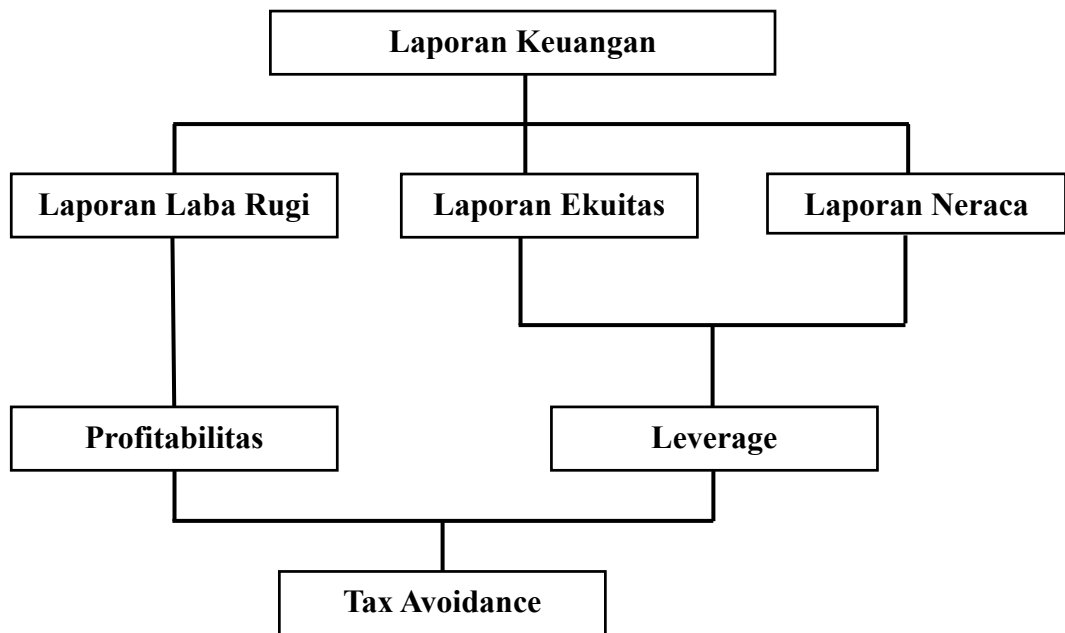 Laporan Keuangan
Laporan Laba Rugi
Laporan Ekuitas
Laporan Neraca
Profitabilitas
Leverage
Tax Avoidance